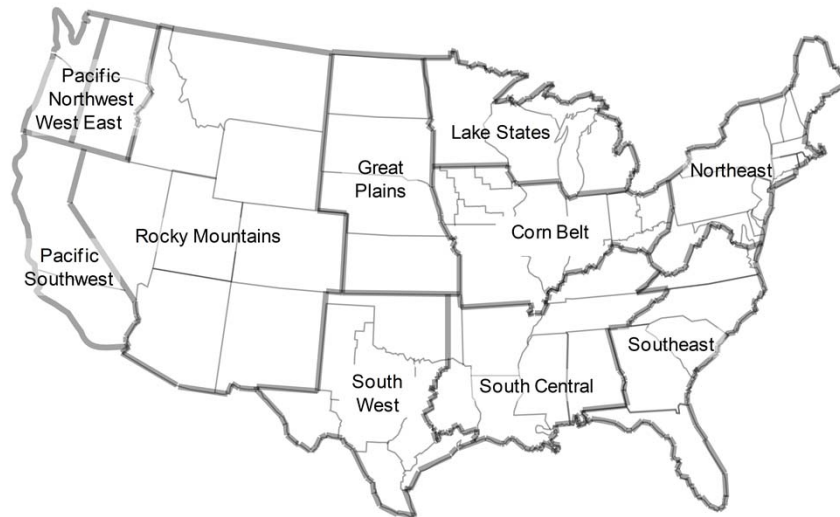 Pacific
Northwest
West East
Lake States
Great
Plains
Northeast
Rocky Mountains
Corn Belt
Pacific
Southwest
Southeast
South
West
South Central